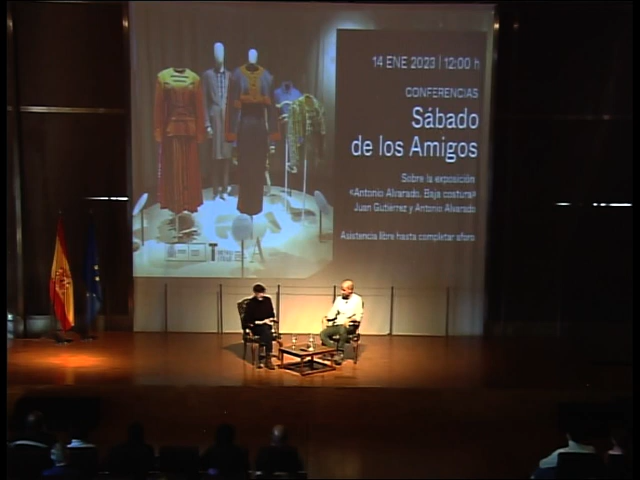 14 ENE 2023 | 12:00 h
CONFERENCIAS
Sábado
de los Amigos
Sobre la exposición
«Antonio Alvarado. Baja costura»
Juan Gutiérrez y Antonio Alvarado
Asistencia libre hasta completar aforo